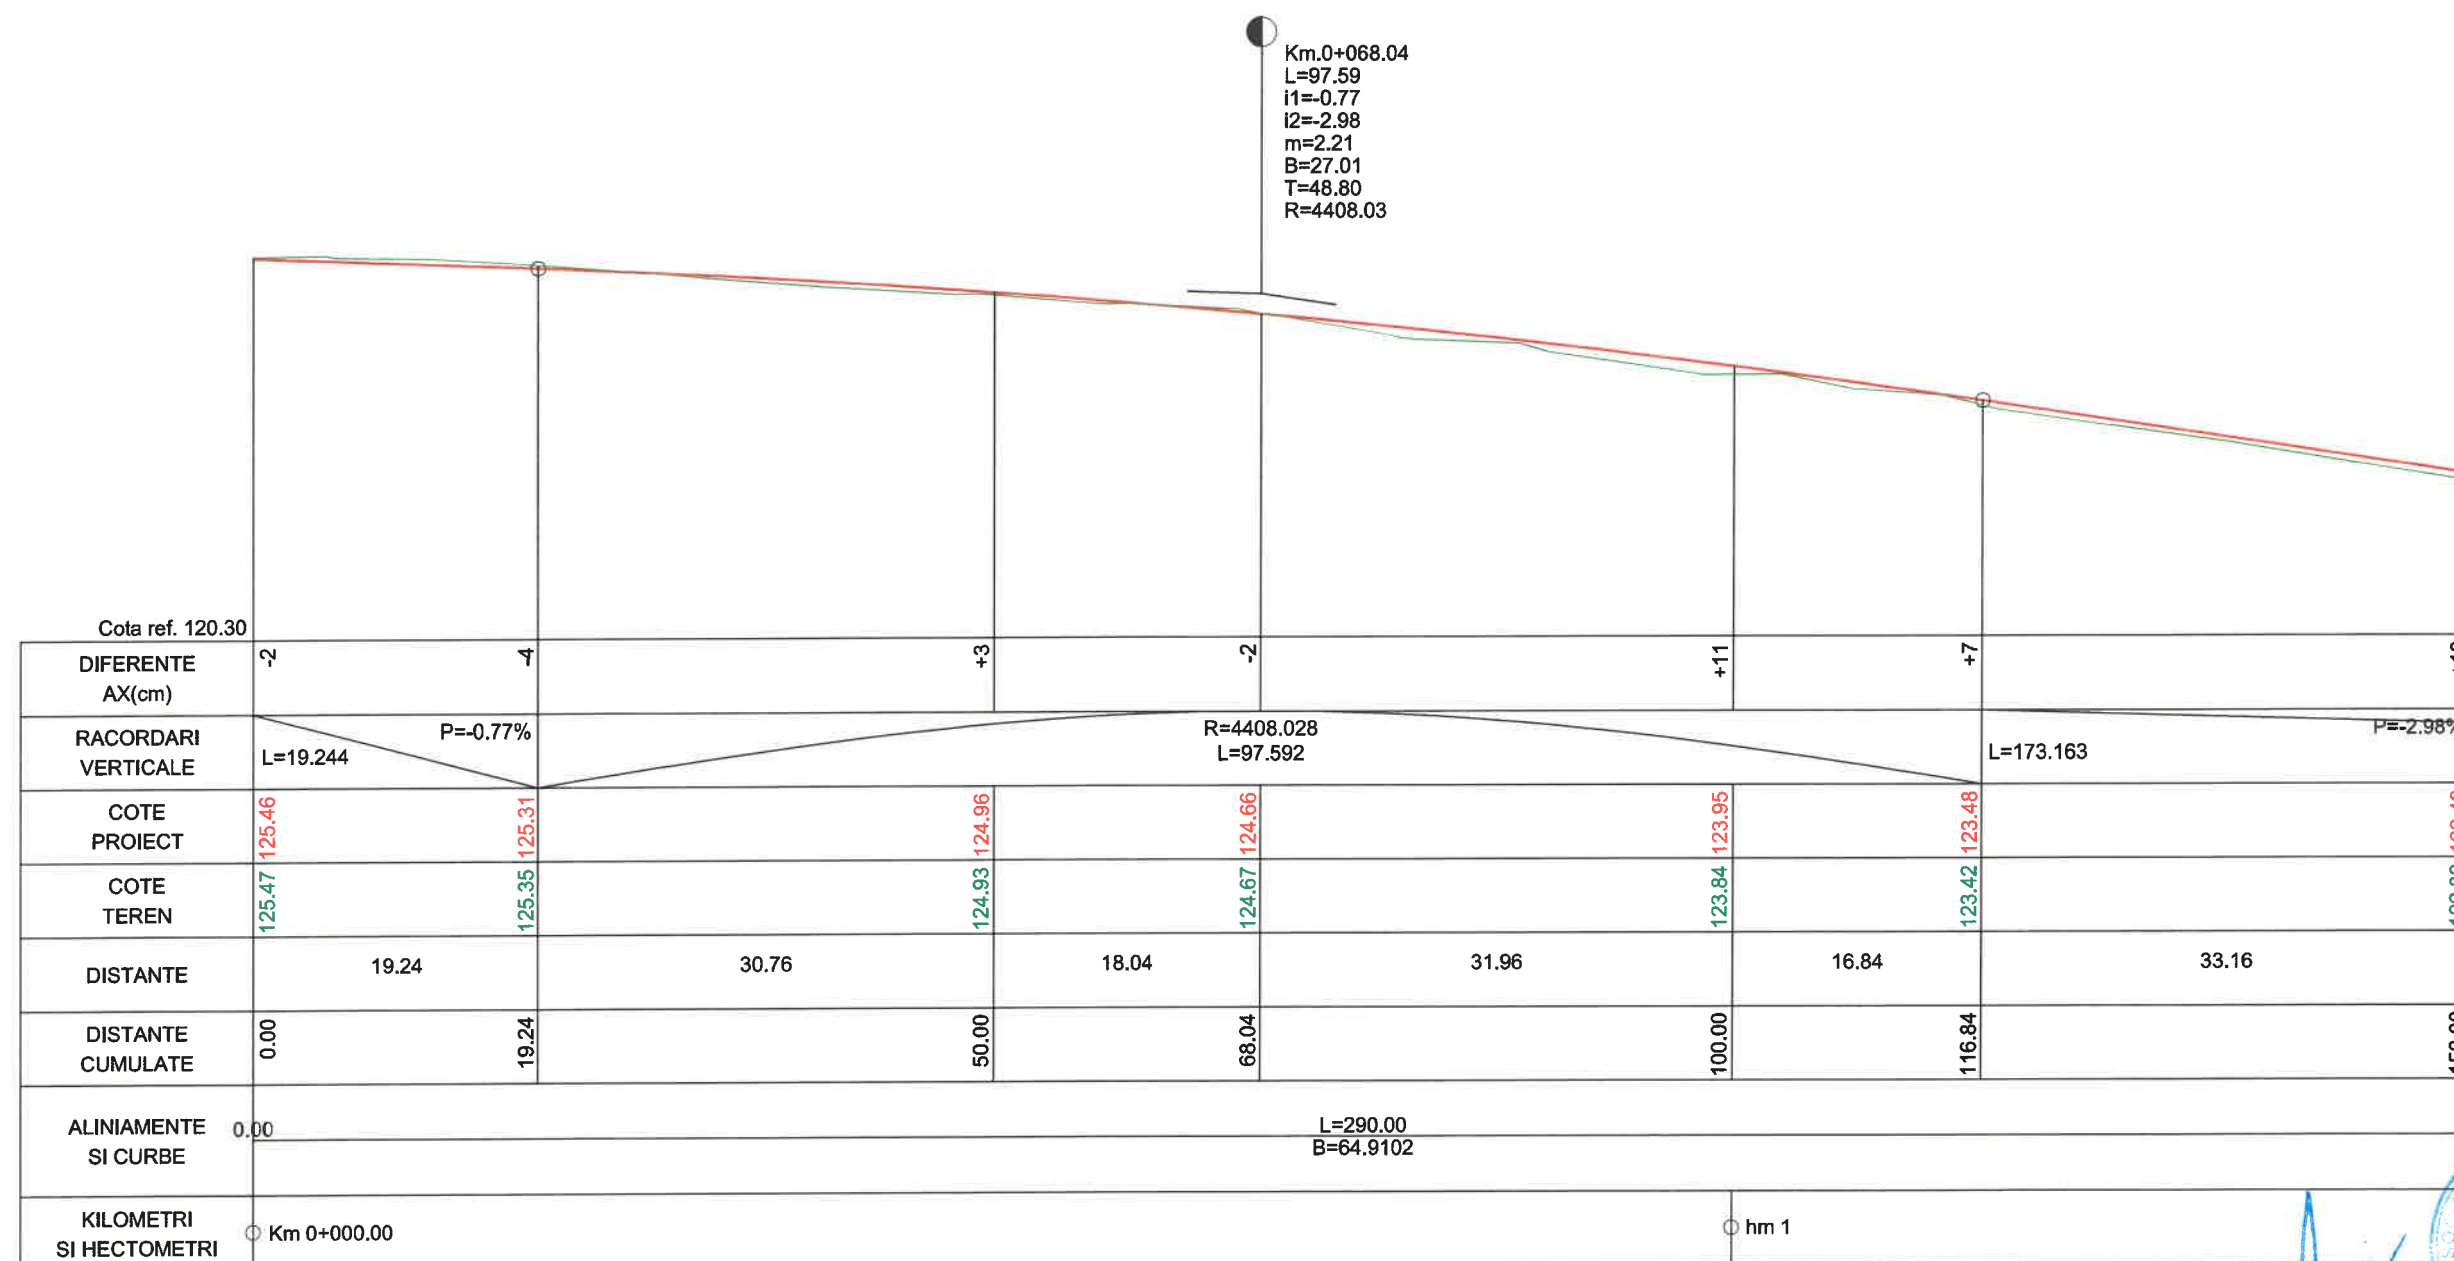 Km.0+068.04
L=97.59
i1=-0.77
i2=-2.98
m=2.21
B=27.01
T=48.80
R=4408.03
Cota ref. 120.30
DIFERENTE
AX(cm)
-2
-4
+3
-2
+11
+7
RACORDARI
VERTICALE
L=19.244
P=-0.77%
R=4408.028
L=97.592
L=173.163
P=-2.98%
COTE
PROIECT
125.46
125.31
124.96
124.66
123.95
123.48
COTE
TEREN
125.47
125.35
124.93
124.67
123.84
123.42
DISTANTE
19.24
30.76
18.04
31.96
16.84
33.16
DISTANTE
CUMULATE
0.00
19.24
50.00
68.04
100.00
116.84
ALINIAMENTE
SI CURBE
0.00
L=290.00
B=64.9102
KILOMETRI
SI HECTOMETRI
Km 0+000.00
hm 1